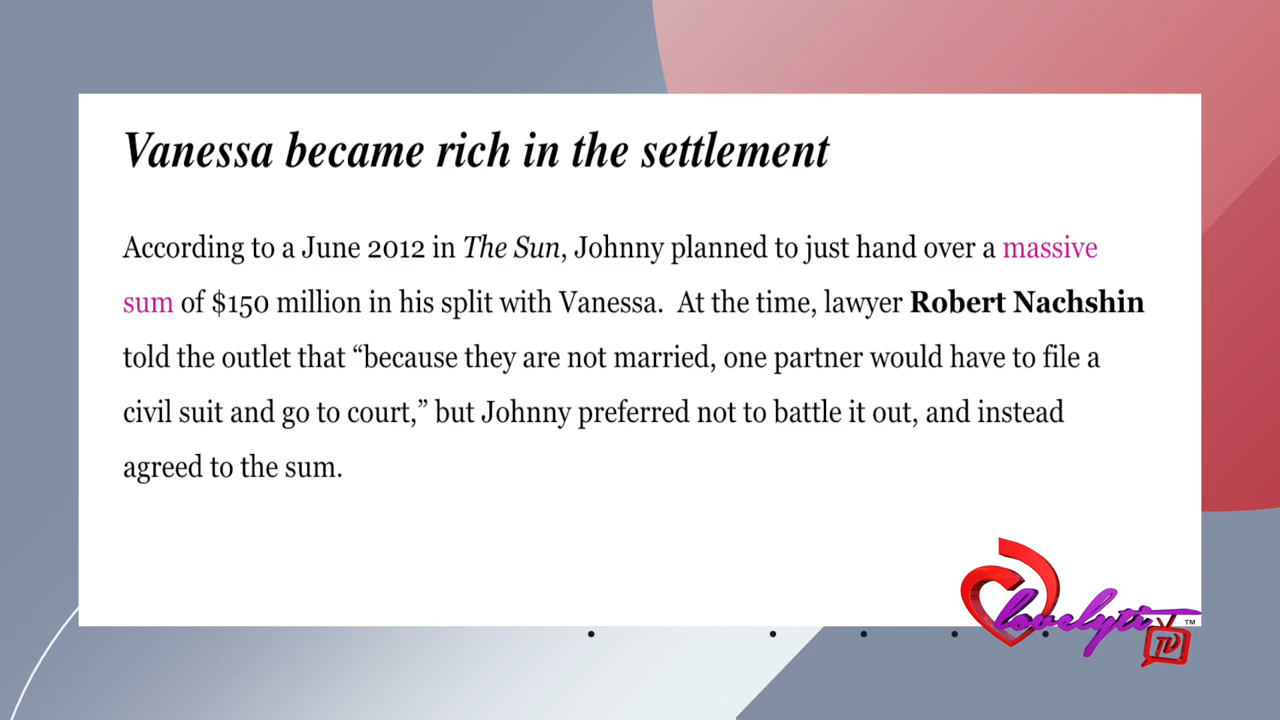 Vanessa became rich in the settlement
According to a June 2012 in The Sun, Johnny planned to just hand over a massive
sum of $150 million in his split with Vanessa.  At the time, lawyer Robert Nachshin
told the outlet that “because they are not married, one partner would have to file a
civil suit and go to court,” but Johnny preferred not to battle it out, and instead
agreed to the sum.
lovelyti TV ™